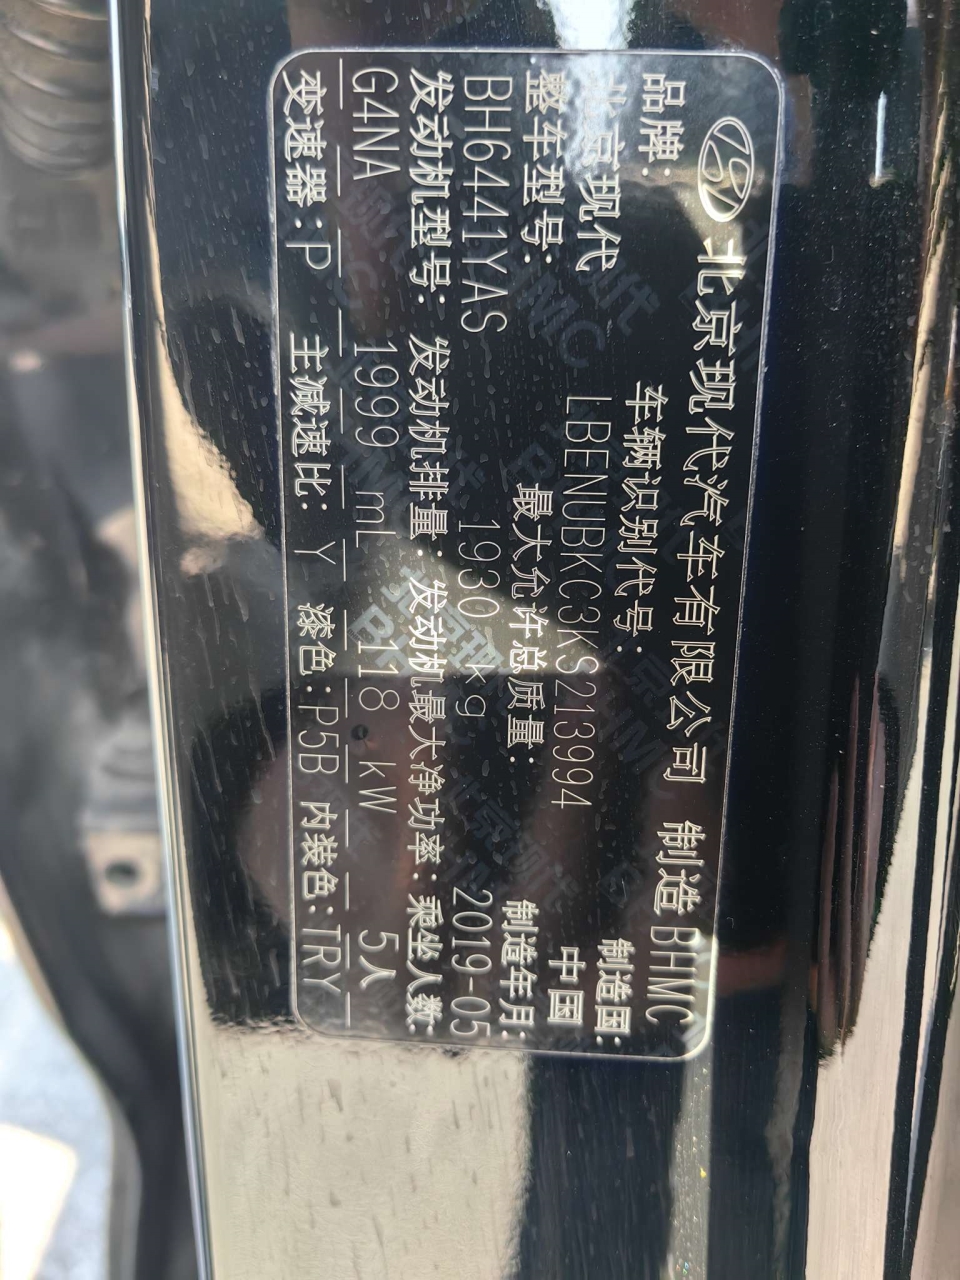 北京现代汽车有限公司 制造 BHMC
品牌: 车辆识别代号: 制造国:
北京现代 LBENUBKC3KS213994 中国
整车型号: 最大允许总质量: 制造年月:
BH6441YAS 1930 kg 2019-05
发动机型号: 发动机排量: 发动机最大净功率: 乘坐人数:
G4NA 1999 mL 118 kW 5人
变速器:P 主减速比: Y 漆色:P5B 内装色:TRY